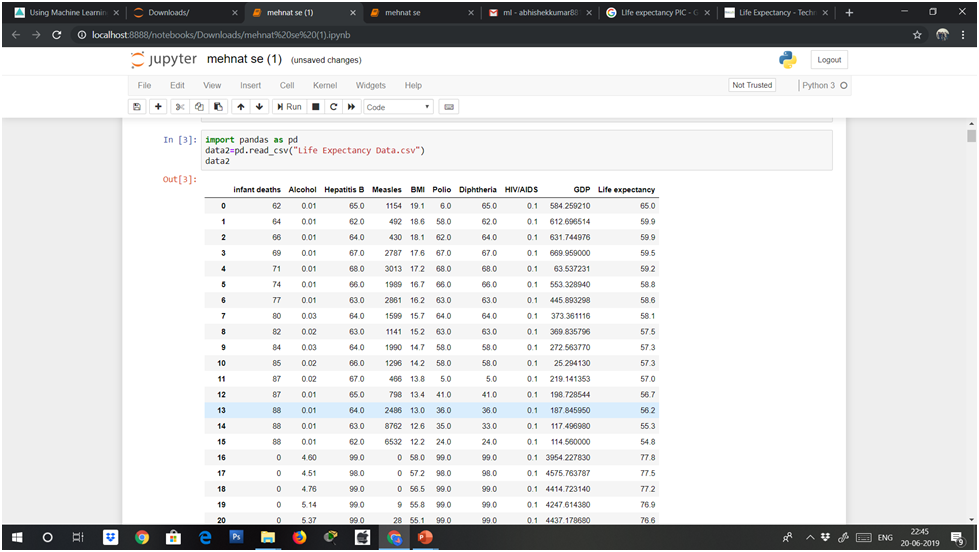 Using Machine Learnin
Downloads/
mehnat se (1)
mehnat se
ml - abhishekkumar88
LIfe expectancy PIC - G
Life Expectancy - Techn
localhost:8888/notebooks/Downloads/mehnat%20se%20(1).ipynb
jupyter mehnat se (1) (unsaved changes)
Logout
File Edit View Insert Cell Kernel Widgets Help
Not Trusted
Python 3
Run
Code
In [3]: import pandas as pd
data2=pd.read_csv("Life Expectancy Data.csv")
data2
Out[3]:
infant deaths Alcohol Hepatitis B Measles BMI Polio Diphtheria HIV/AIDS GDP Life expectancy
0 62 0.01 65.0 1154 19.1 6.0 65.0 0.1 584.259210 65.0
1 64 0.01 62.0 492 18.6 58.0 62.0 0.1 612.696514 59.9
2 66 0.01 64.0 430 18.1 62.0 64.0 0.1 631.744976 59.9
3 69 0.01 67.0 2787 17.6 67.0 67.0 0.1 669.959000 59.5
4 71 0.01 68.0 3013 17.2 68.0 68.0 0.1 63.537231 59.2
5 74 0.01 66.0 1989 16.7 66.0 66.0 0.1 553.328940 58.8
6 77 0.01 63.0 2861 16.2 63.0 63.0 0.1 445.893298 58.6
7 80 0.03 64.0 1599 15.7 64.0 64.0 0.1 373.361116 58.1
8 82 0.02 63.0 1141 15.2 63.0 63.0 0.1 369.835796 57.5
9 84 0.03 64.0 1990 14.7 58.0 58.0 0.1 272.563770 57.3
10 85 0.02 66.0 1296 14.2 58.0 58.0 0.1 25.294130 57.3
11 87 0.02 67.0 466 13.8 5.0 5.0 0.1 219.141353 57.0
12 87 0.01 65.0 798 13.4 41.0 41.0 0.1 198.728544 56.7
13 88 0.01 64.0 2486 13.0 36.0 36.0 0.1 187.845950 56.2
14 88 0.01 63.0 8762 12.6 35.0 33.0 0.1 117.496980 55.3
15 88 0.01 62.0 6532 12.2 24.0 24.0 0.1 114.560000 54.8
16 0 4.60 99.0 0 58.0 99.0 99.0 0.1 3954.227830 77.8
17 0 4.51 98.0 0 57.2 98.0 98.0 0.1 4575.763787 77.5
18 0 4.76 99.0 0 56.5 99.0 99.0 0.1 4414.723140 77.2
19 0 5.14 99.0 9 55.8 99.0 99.0 0.1 4247.614380 76.9
20 0 5.37 99.0 28 55.1 99.0 99.0 0.1 4437.178680 76.6
Ps
ENG
22:45
20-06-2019
9